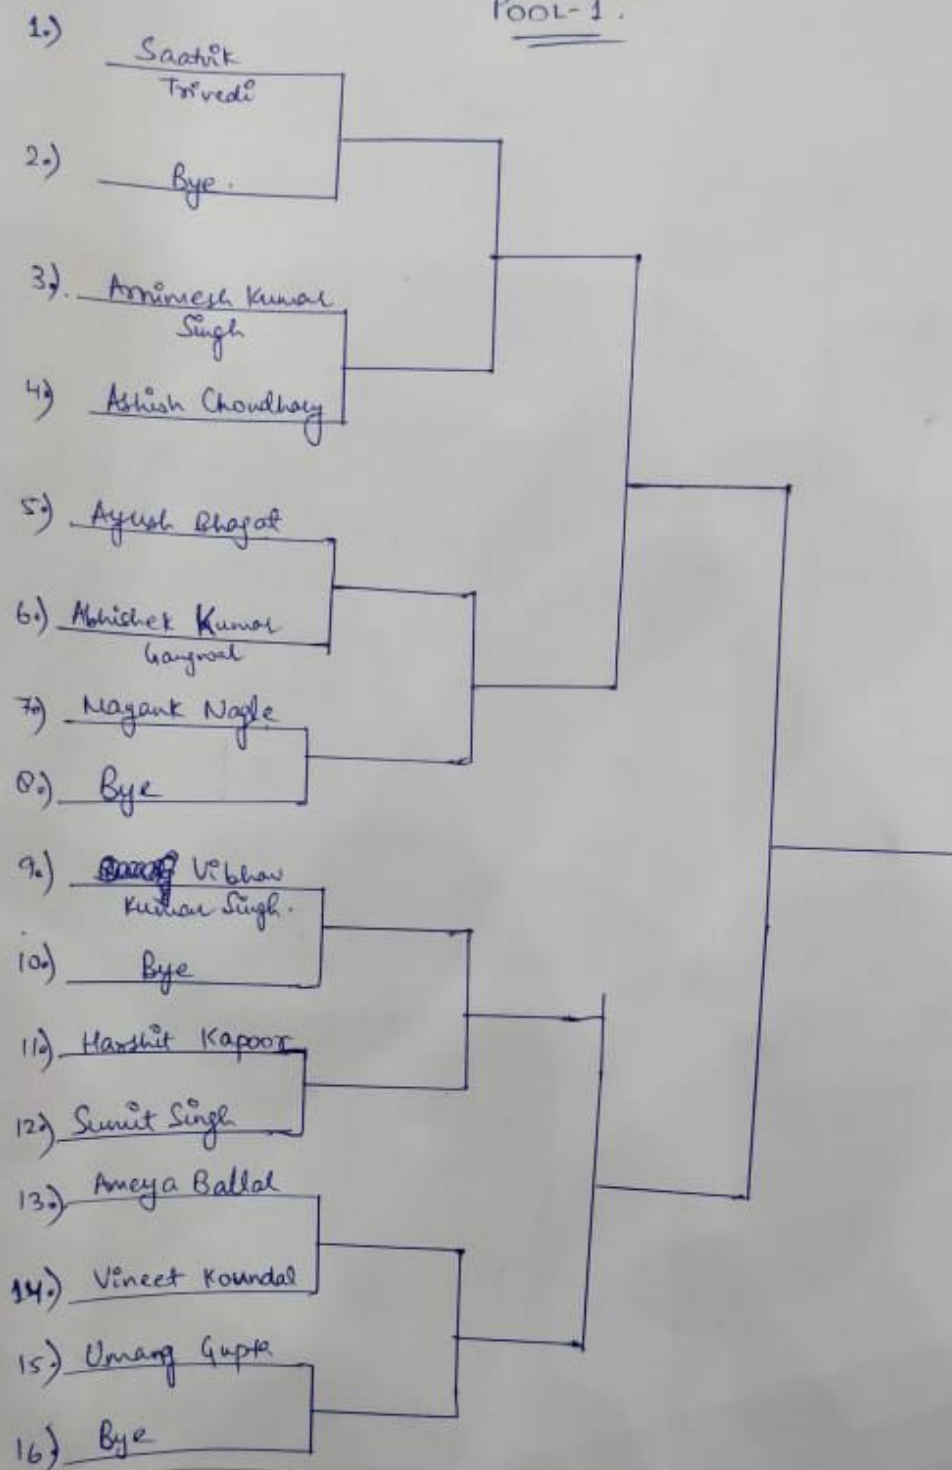 POOL-1.
1.) Saatvik
Trivedi
2.) Bye.
3.) Animesh Kumar
Singh
4.) Ashish Choudhary
5.) Ayush Bhagat
6.) Abhishek Kumar
7.) Mayank Nagle
8.) Bye
9.) Vibhav
Kumar Singh.
10.) Bye
11.) Harshit Kapoor
12.) Sumit Singh
13.) Ameya Ballal
14.) Vineet Koundal
15.) Umang Gupta
16.) Bye